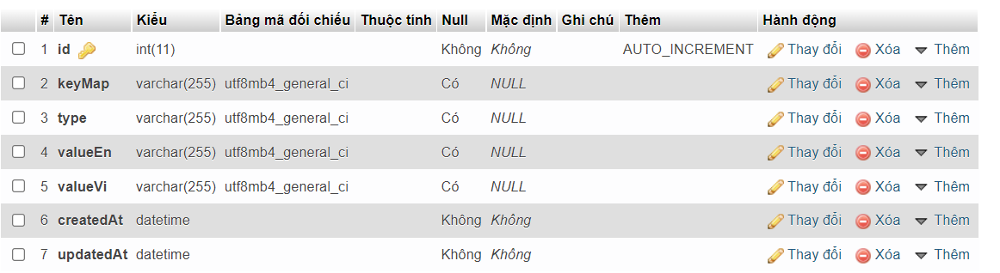 # Tên Kiểu Bảng mã đối chiếu Thuộc tính Null Mặc định Ghi chú Thêm Hành động
1 id int(11) Không Không AUTO_INCREMENT Thay đổi Xóa Thêm
2 keyMap varchar(255) utf8mb4_general_ci Có NULL Thay đổi Xóa Thêm
3 type varchar(255) utf8mb4_general_ci Có NULL Thay đổi Xóa Thêm
4 valueEn varchar(255) utf8mb4_general_ci Có NULL Thay đổi Xóa Thêm
5 valueVi varchar(255) utf8mb4_general_ci Có NULL Thay đổi Xóa Thêm
6 createdAt datetime Không Không Thay đổi Xóa Thêm
7 updatedAt datetime Không Không Thay đổi Xóa Thêm